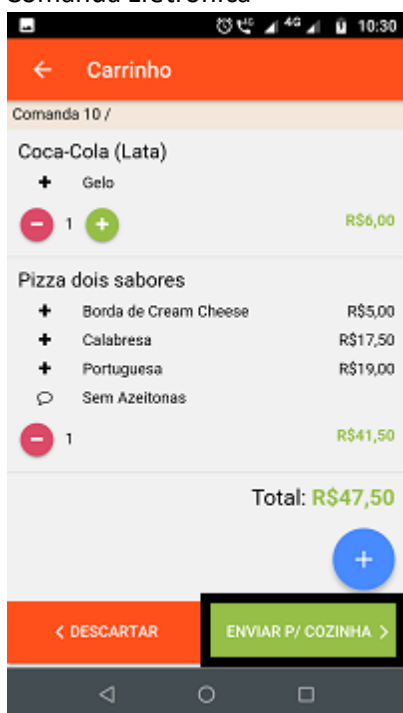 Comanda Eletrônica
4G 4G 10:30
Carrinho
Comanda 10 /
Coca-Cola (Lata)
Gelo
1 R$6,00
Pizza dois sabores
Borda de Cream Cheese R$5,00
Calabresa R$17,50
Portuguesa R$19,00
Sem Azeitonas
1 R$41,50
Total: R$47,50
< DESCARTAR ENVIAR P/ COZINHA >